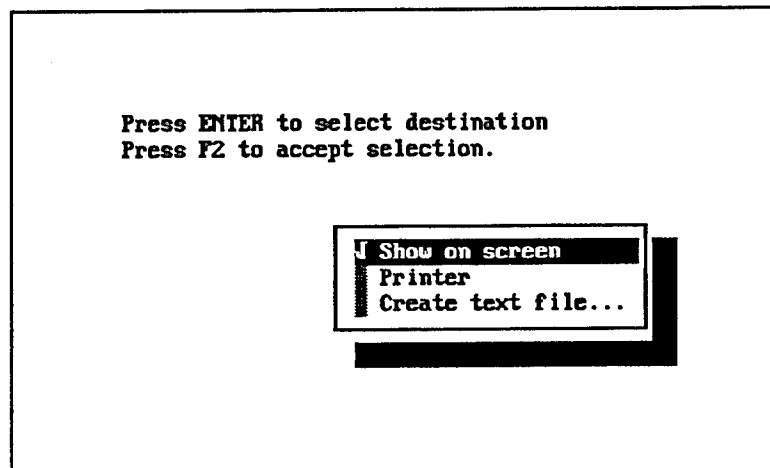 Press ENTER to select destination
Press F2 to accept selection.
√ Show on screen
Printer
Create text file...